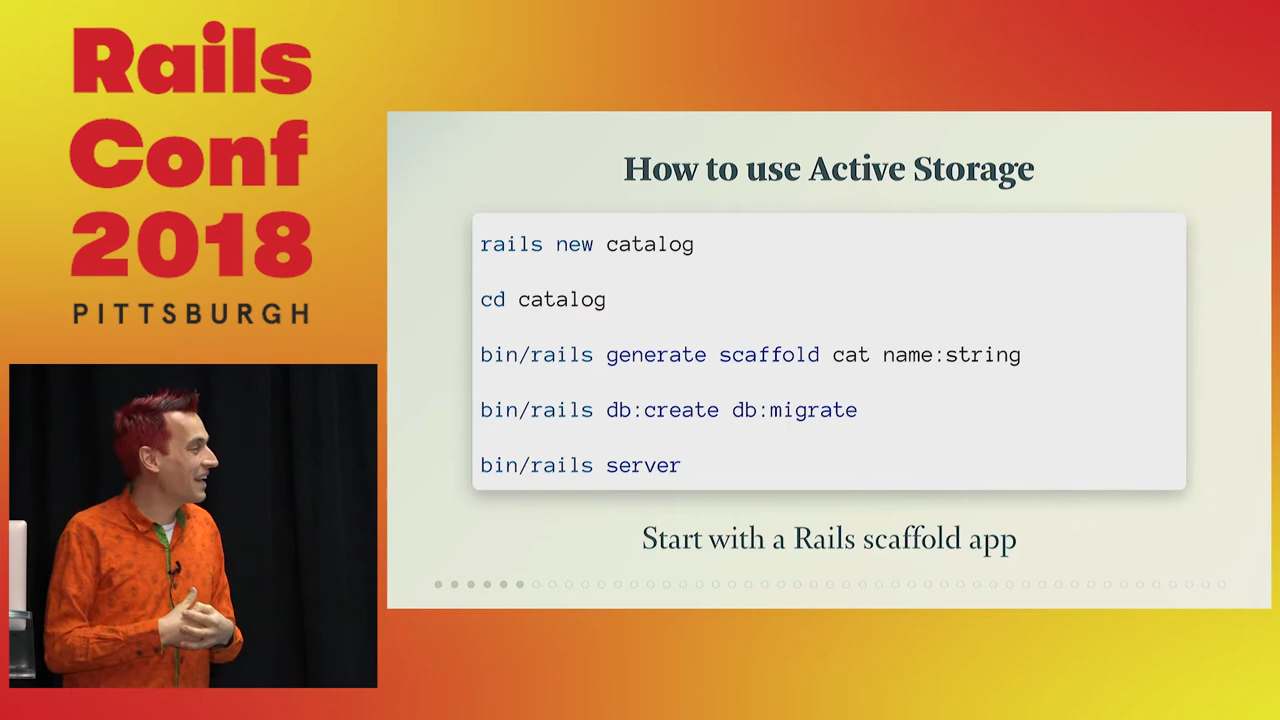 Rails
Conf
2018
PITTSBURGH
How to use Active Storage
rails new catalog
cd catalog
bin/rails generate scaffold cat name:string
bin/rails db:create db:migrate
bin/rails server
Start with a Rails scaffold app